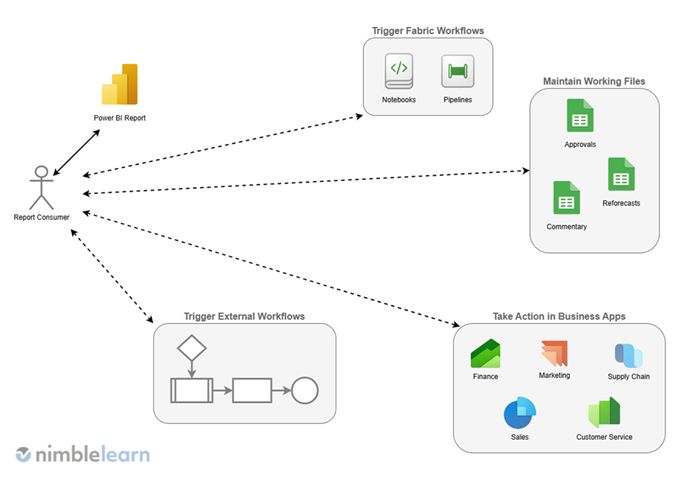 Trigger Fabric Workflows
Notebooks
Pipelines
Maintain Working Files
Approvals
Reforecasts
Commentary
Power BI Report
Report Consumer
Trigger External Workflows
Take Action in Business Apps
Finance
Marketing
Supply Chain
Sales
Customer Service
nimblelearn